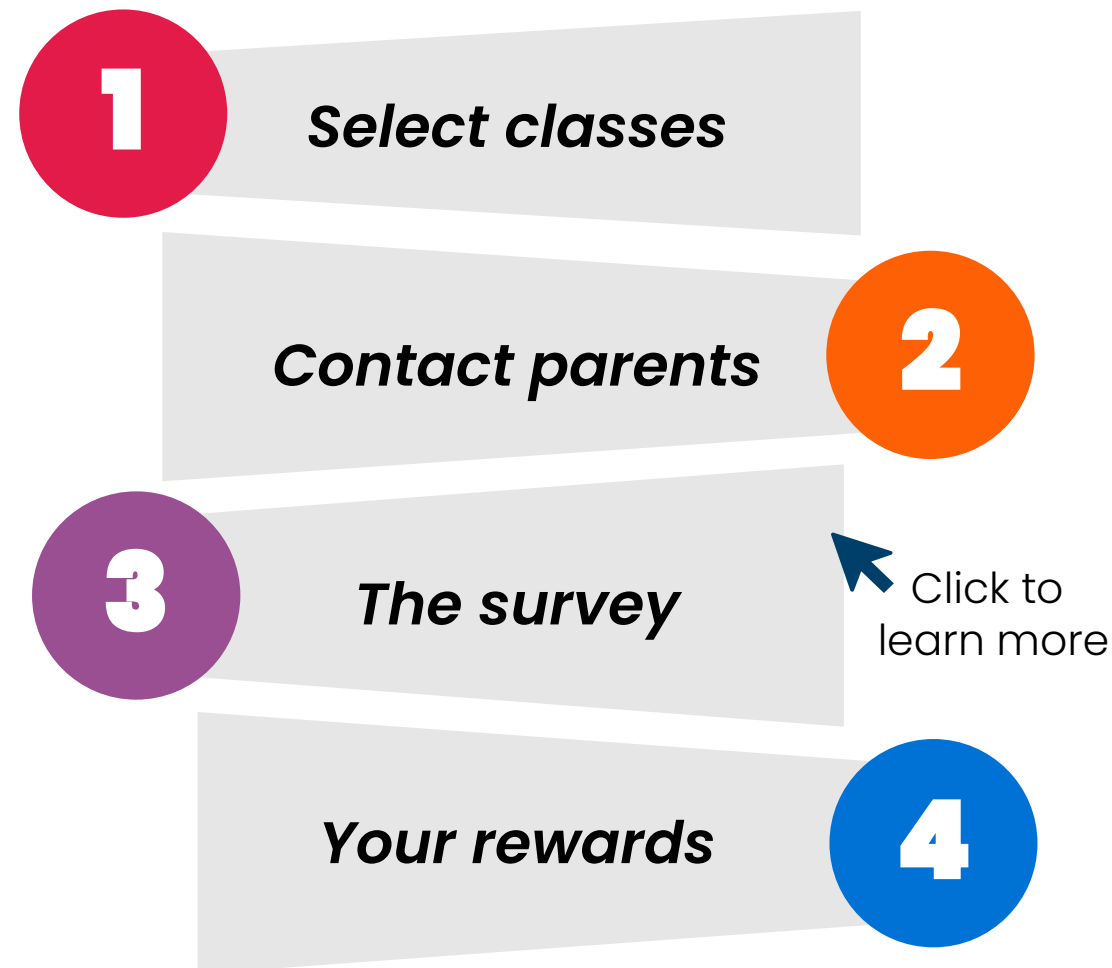 1
Select classes
Contact parents
2
3
The survey
Click to
learn more
Your rewards
4